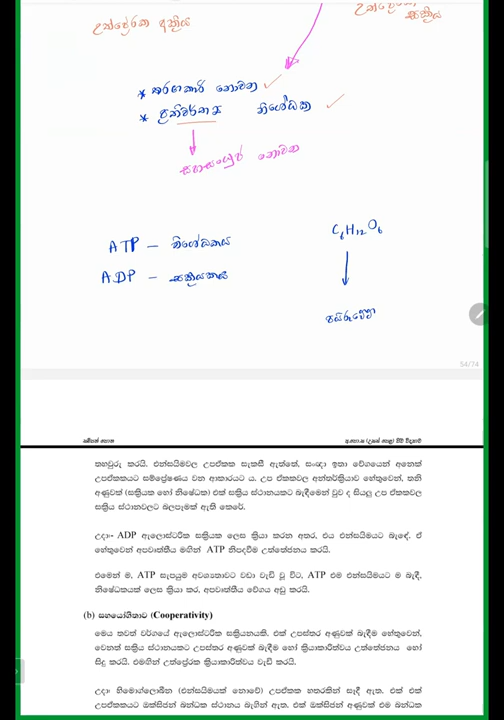 උත්ප්‍රේරක අක්‍රිය
උත්ප්‍රේරක
සක්‍රිය
* තරඟකාරී නොවන ✓
* ප්‍රතිවර්තන නිශේධක ✓
සහසංයුජ නොවන
ATP – නිශේධකය
ADP – සක්‍රියකය
C₆H₁₂O₆
පයිරුවේට්
54/74
සම්පත් පොත
අ.පො.ස (උසස් පෙළ) ජීව විද්‍යාව
තහවුරු කරයි. එන්සයිමවල උපඒකක සැකසී ඇත්තේ, සංඥා ඉතා වේගයෙන් අනෙක්
උපඒකකයට සම්ප්‍රේෂණය වන ආකාරයට ය. උප ඒකකවල අන්තර්ක්‍රියාව හේතුවෙන්, තනි
අණුවක් (සක්‍රියක හෝ නිෂේධක) එක් සක්‍රිය ස්ථානයකට බැඳීමෙන් වුව ද සියලු උප ඒකකවල
සක්‍රිය ස්ථානවලට බලපෑමක් ඇති කෙරේ.
උදා:- ADP ඇලොස්ටරික සක්‍රියක ලෙස ක්‍රියා කරන අතර, එය එන්සයිමයට බැඳේ. ඒ
හේතුවෙන් අපවෘත්තීය මඟින් ATP නිපදවීම උත්තේජනය කරයි.
එමෙන් ම, ATP සැපයුම අවශ්‍යතාවට වඩා වැඩි වූ විට, ATP එම එන්සයිමයට ම බැඳී,
නිෂේධකයක් ලෙස ක්‍රියා කර, අපවෘත්තීය වේගය අඩු කරයි.
(b) සහයෝගිතාව (Cooperativity)
මෙය තවත් වර්ගයේ ඇලොස්ටරික සක්‍රියනයකි. එක් උපස්තර අණුවක් බැඳීම හේතුවෙන්,
වෙනත් සක්‍රිය ස්ථානයකට උපස්තර අණුවක් බැඳීම හෝ ක්‍රියාකාරිත්වය උත්තේජනය හෝ
සිදු කරයි. එමගින් උත්ප්‍රේරක ක්‍රියාකාරිත්වය වැඩි කරයි.
උදා: හිමොග්ලොබින් (එන්සයිමයක් නොවේ) උපඒකක හතරකින් සෑදී ඇත. එක් එක්
උපඒකකයට ඔක්සිජන් බන්ධක ස්ථානය බැගින් ඇත. එක් ඔක්සිජන් අණුවක් එම බන්ධක